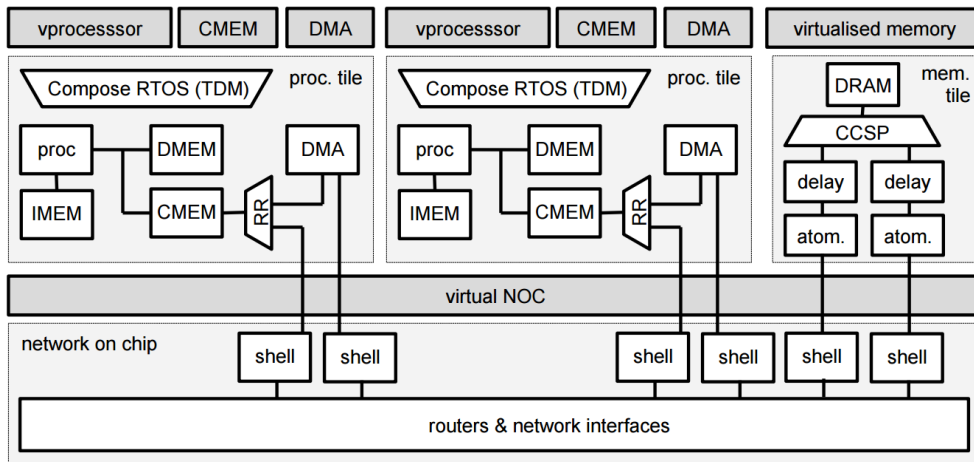 vprocesssor CMEM DMA vprocesssor CMEM DMA virtualised memory
proc. tile
Compose RTOS (TDM)
proc
DMEM
DMA
IMEM
CMEM
RR
proc. tile
Compose RTOS (TDM)
proc
DMEM
DMA
IMEM
CMEM
RR
mem.
tile
DRAM
CCSP
delay delay
atom. atom.
virtual NOC
network on chip
shell shell shell shell shell shell
routers & network interfaces